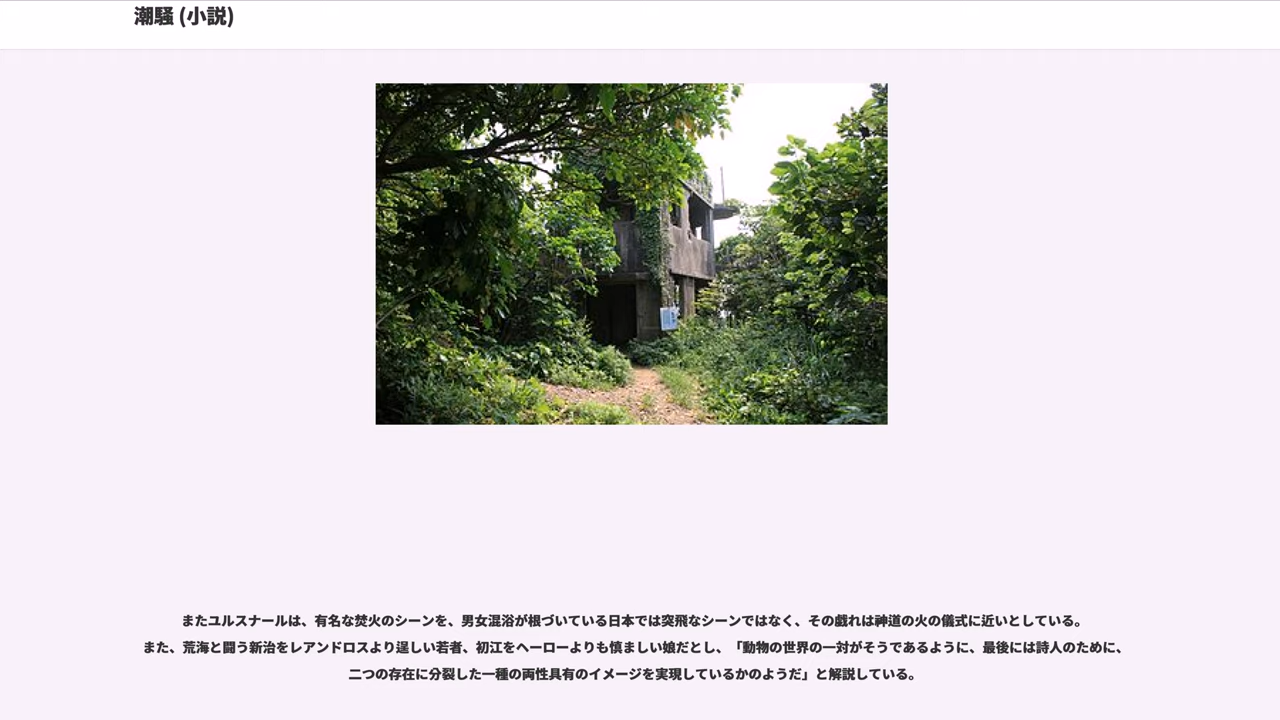 潮騒 (小説)
またユルスナールは、有名な焚火のシーンを、男女混浴が根づいている日本では突飛なシーンではなく、その戯れは神道の火の儀式に近いとしている。
また、荒海と闘う新治をレアンドロスより逞しい若者、初江をヘーローよりも慎ましい娘だとし、「動物の世界の一対がそうであるように、最後には詩人のために、
二つの存在に分裂した一種の両性具有のイメージを実現しているかのようだ」と解説している。